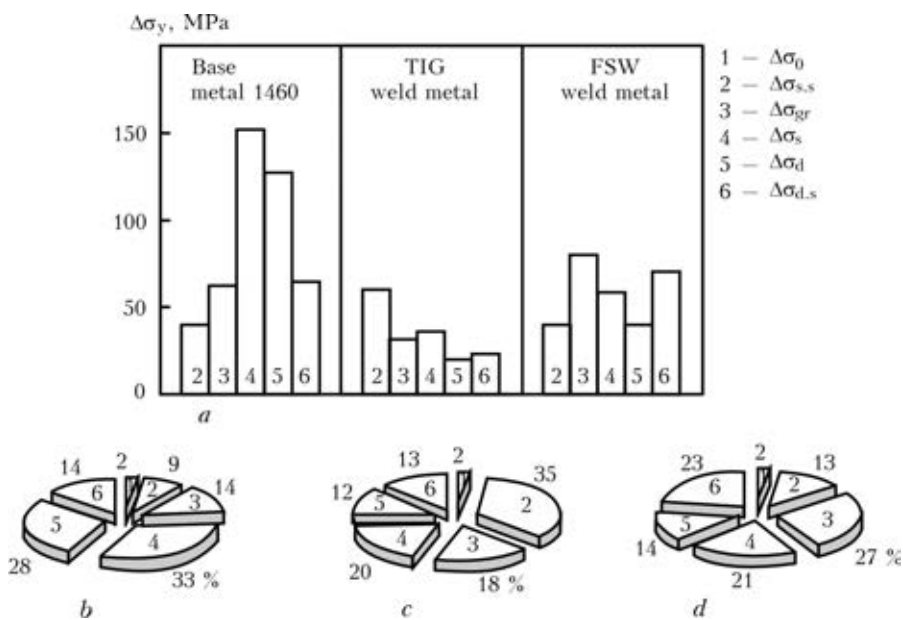 Δσy, MPa
Base
metal 1460
TIG
weld metal
FSW
weld metal
1 – Δσ0
2 – Δσs.s
3 – Δσgr
4 – Δσs
5 – Δσd
6 – Δσd.s
150
100
50
0
2 3 4 5 6
2 3 4 5 6
2 3 4 5 6
a
14 2 9
6 2 14
5 3
4
28 33 %
b
13 2 35
12 6 2
5
4 3
20 18 %
c
23 2 13
6 2
5 4 3
14 21 27 %
d